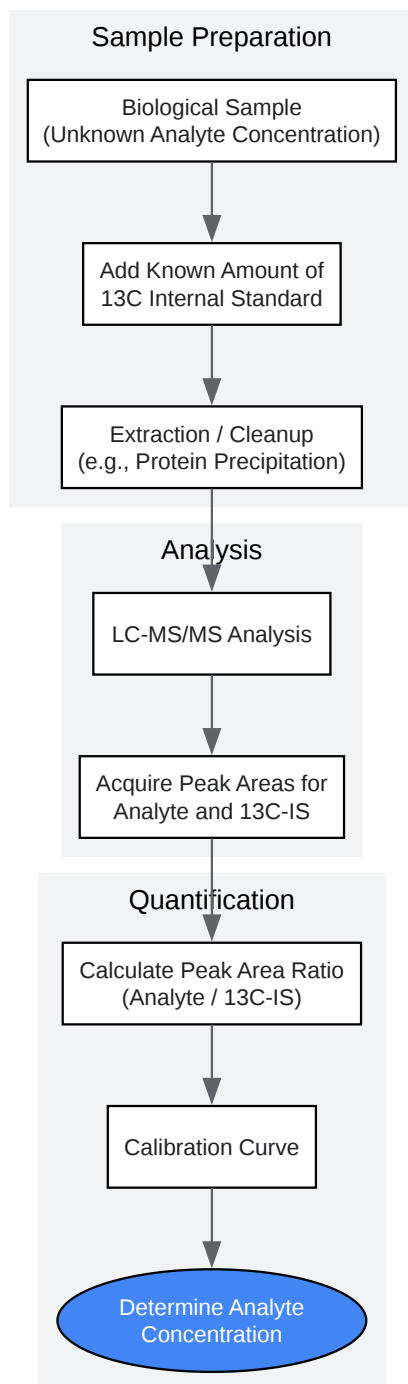 Sample Preparation
Biological Sample
(Unknown Analyte Concentration)
Add Known Amount of
13C Internal Standard
Extraction / Cleanup
(e.g., Protein Precipitation)
Analysis
LC-MS/MS Analysis
Acquire Peak Areas for
Analyte and 13C-IS
Quantification
Calculate Peak Area Ratio
(Analyte / 13C-IS)
Calibration Curve
Determine Analyte
Concentration